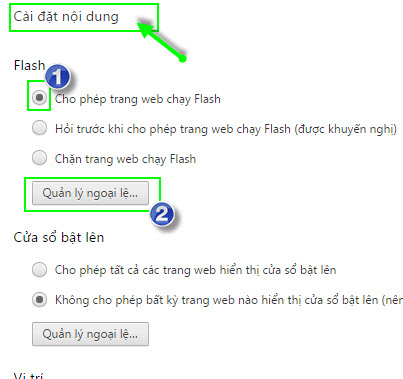 Cài đặt nội dung
Flash
1
Cho phép trang web chạy Flash
Hỏi trước khi cho phép trang web chạy Flash (được khuyến nghị)
Chặn trang web chạy Flash
Quản lý ngoại lệ...
2
Cửa sổ bật lên
Cho phép tất cả các trang web hiển thị cửa sổ bật lên
Không cho phép bất kỳ trang web nào hiển thị cửa sổ bật lên (nên
Quản lý ngoại lệ...
Vị trí